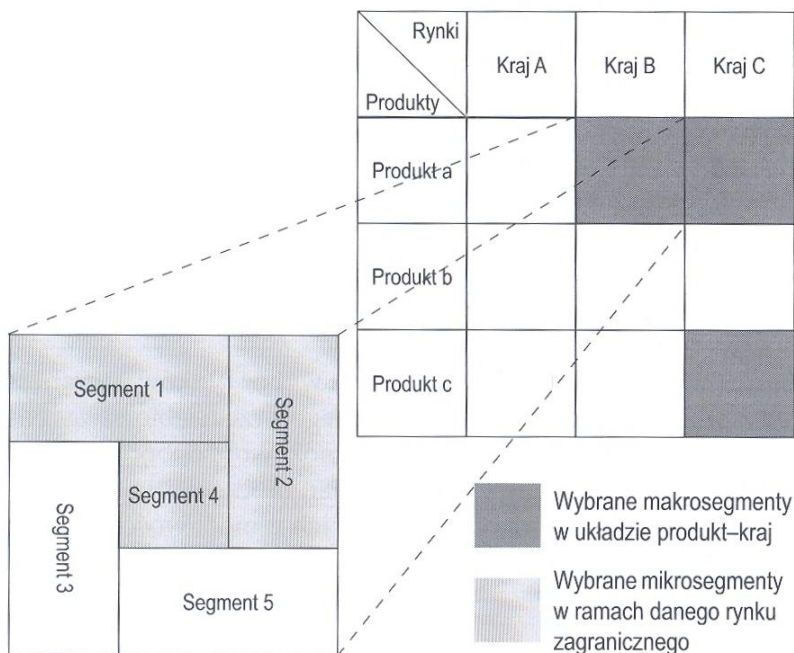 Rynki
Produkty
Kraj A
Kraj B
Kraj C
Produkt a
Produkt b
Produkt c
Segment 1
Segment 2
Segment 3
Segment 4
Segment 5
Wybrane makrosegmenty
w układzie produkt–kraj
Wybrane mikrosegmenty
w ramach danego rynku
zagranicznego